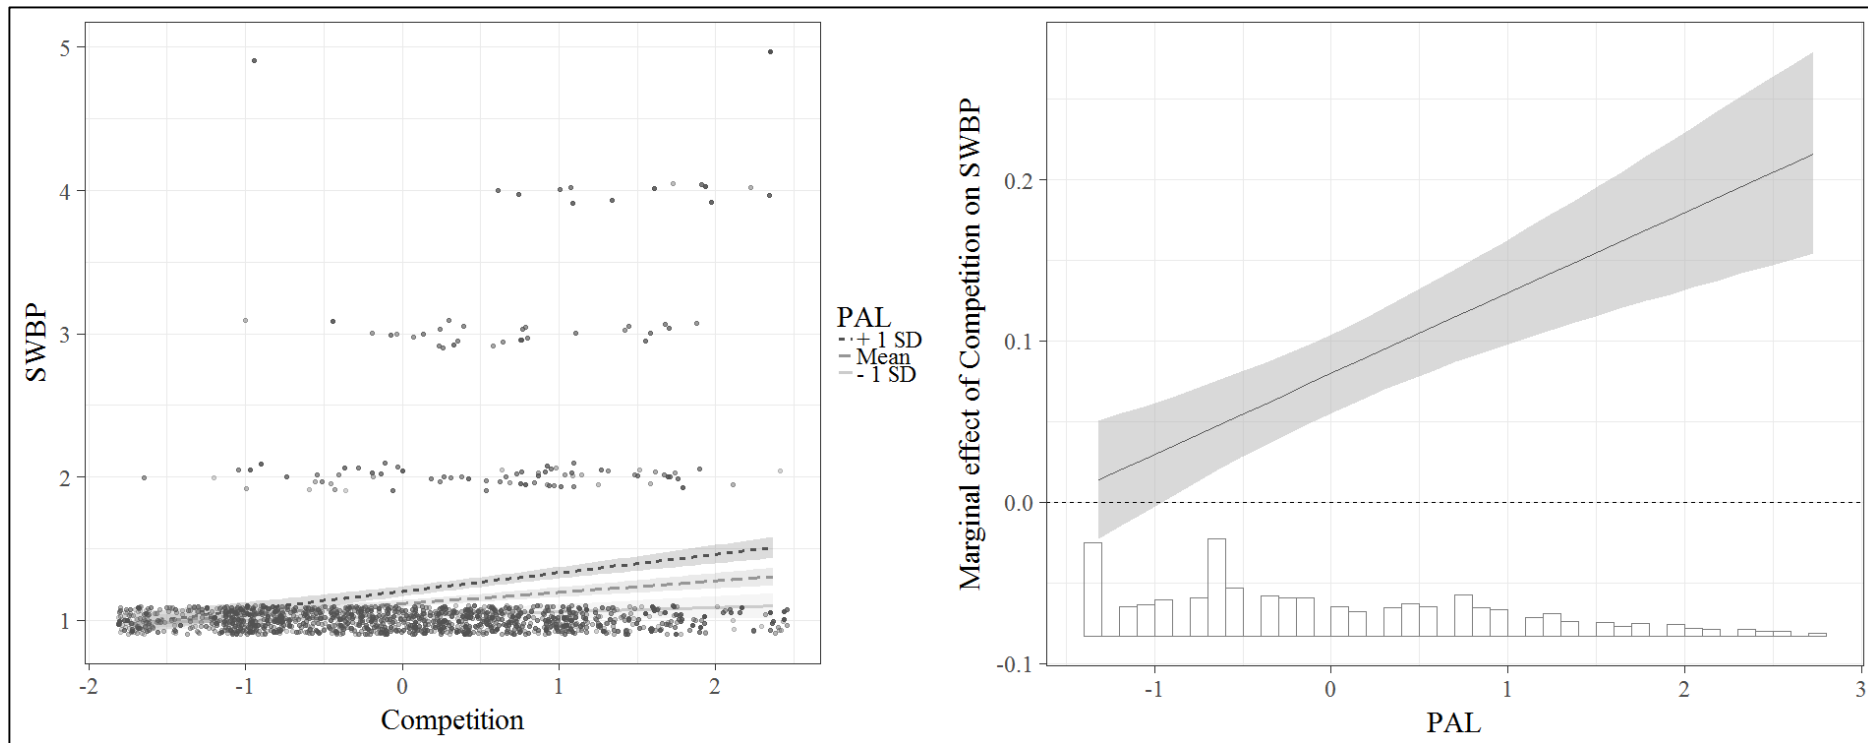 SWBP
5
4
3
2
1
-2
-1
0
1
2
Competition
PAL
+ 1 SD
Mean
- 1 SD
Marginal effect of Competition on SWBP
0.2
0.1
0.0
-0.1
-1
0
1
2
3
PAL